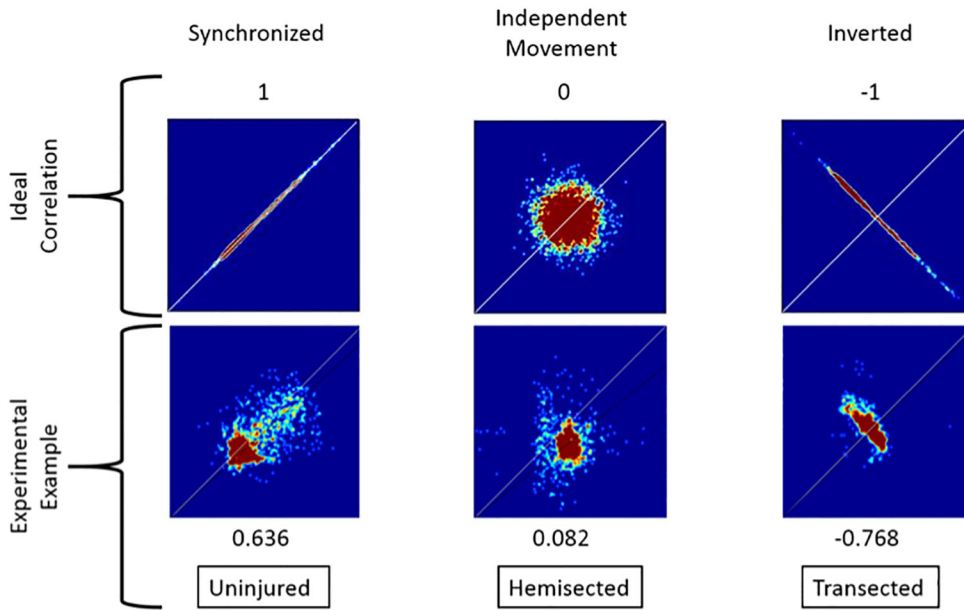 Synchronized
Independent
Movement
Inverted
1
0
-1
Ideal
Correlation
Experimental
Example
0.636
0.082
-0.768
Uninjured
Hemisected
Transected